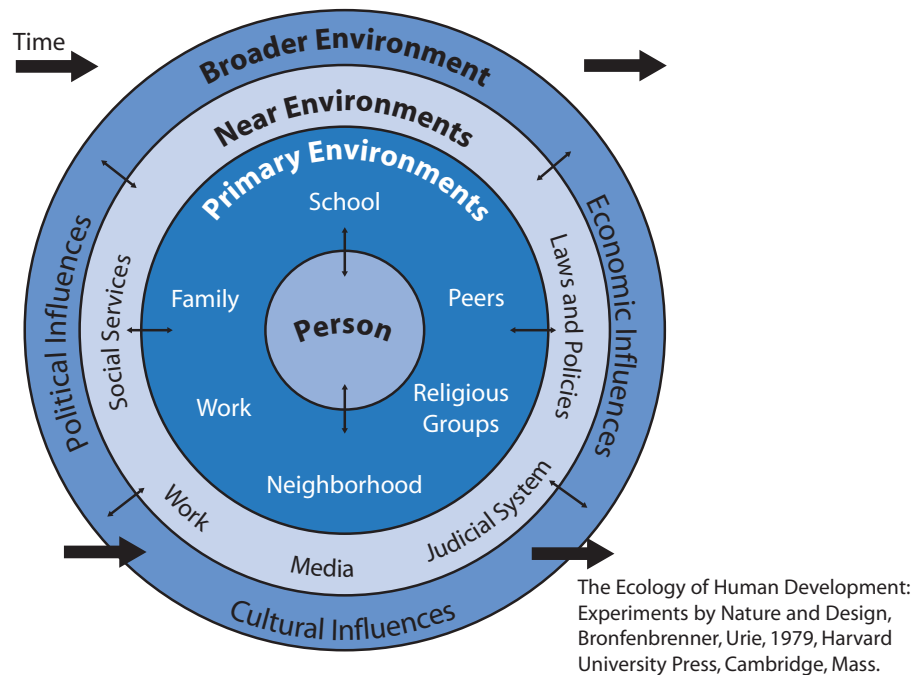 Time
Broader Environment
Near Environments
Primary Environments
School
Family
Peers
Person
Work
Religious
Groups
Neighborhood
Social Services
Laws and Policies
Work
Media
Judicial System
Political Influences
Economic Influences
Cultural Influences
The Ecology of Human Development:
Experiments by Nature and Design,
Bronfenbrenner, Urie, 1979, Harvard
University Press, Cambridge, Mass.